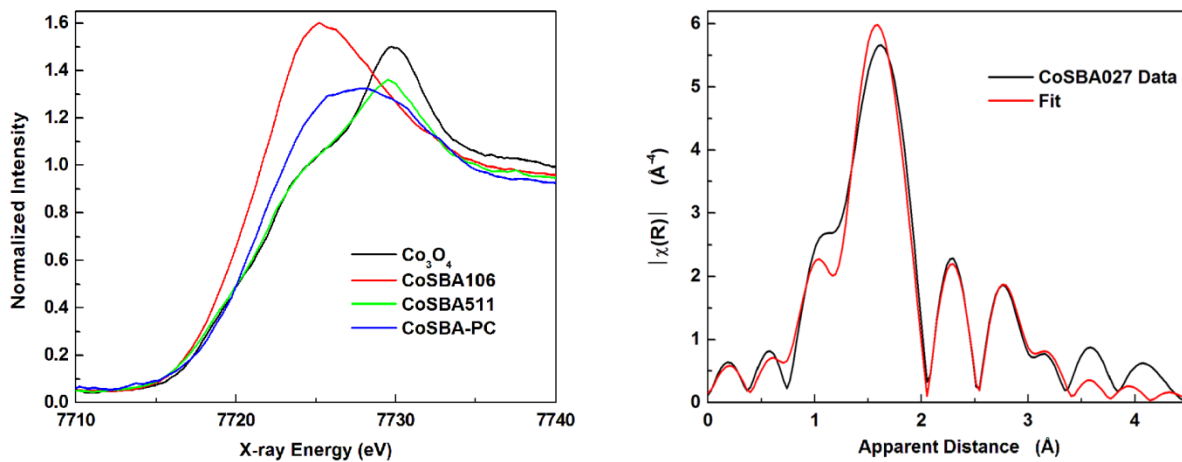 1.6
1.4
1.2
1.0
0.8
0.6
0.4
0.2
0.0
Normalized Intensity
Co₃O₄
CoSBA106
CoSBA511
CoSBA-PC
7710
7720
7730
7740
X-ray Energy (eV)
6
5
4
3
2
1
0
|χ(R)| (Å⁻⁴)
CoSBA027 Data
Fit
0
1
2
3
4
Apparent Distance (Å)